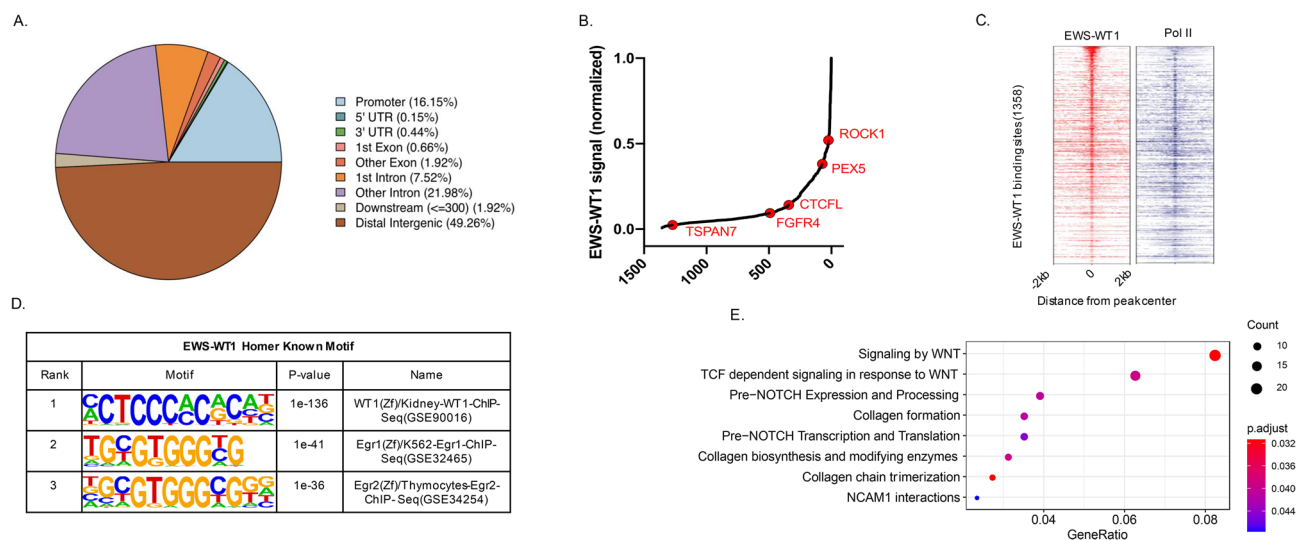 A.
Promoter (16.15%)
5' UTR (0.15%)
3' UTR (0.44%)
1st Exon (0.66%)
Other Exon (1.92%)
1st Intron (7.52%)
Other Intron (21.98%)
Downstream (<=300) (1.92%)
Distal Intergenic (49.26%)
B.
EWS-WT1 signal (normalized)
1.0
0.5
0.0
ROCK1
PEX5
CTCFL
FGFR4
TSPAN7
1500
1000
500
0
C.
EWS-WT1
Pol II
EWS-WT1 binding sites (1358)
-2kb
0
2kb
Distance from peak center
D.
EWS-WT1 Homer Known Motif
Rank
Motif
P-value
Name
1
1e-136
WT1(Zf)/Kidney-WT1-ChIP-
Seq(GSE90016)
2
1e-41
Egr1(Zf)/K562-Egr1-ChIP-
Seq(GSE32465)
3
1e-36
Egr2(Zf)/Thymocytes-Egr2-
ChIP- Seq(GSE34254)
E.
Signaling by WNT
TCF dependent signaling in response to WNT
Pre-NOTCH Expression and Processing
Collagen formation
Pre-NOTCH Transcription and Translation
Collagen biosynthesis and modifying enzymes
Collagen chain trimerization
NCAM1 interactions
0.04
0.06
0.08
GeneRatio
Count
10
15
20
p.adjust
0.032
0.036
0.040
0.044